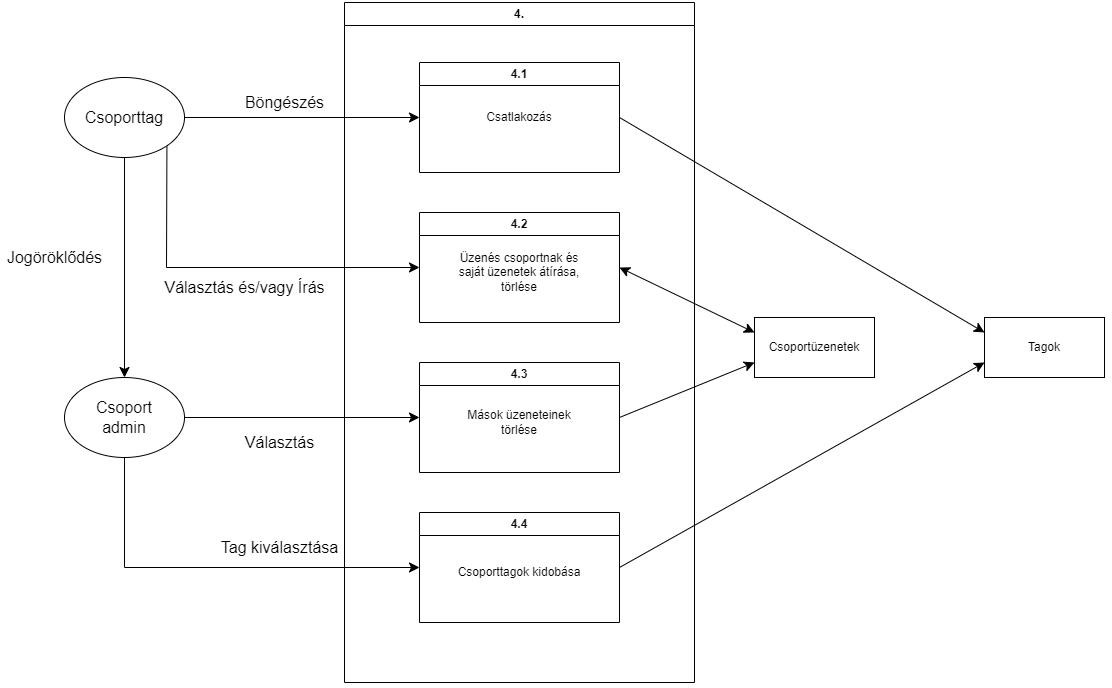 4.
4.1
Böngészés
Csoporttag
Csatlakozás
4.2
Jogöröklődés
Üzenés csoportnak és
saját üzenetek átírása,
törlése
Választás és/vagy Írás
Csoportüzenetek
Tagok
4.3
Csoport
admin
Mások üzeneteinek
törlése
Választás
4.4
Tag kiválasztása
Csoporttagok kidobása